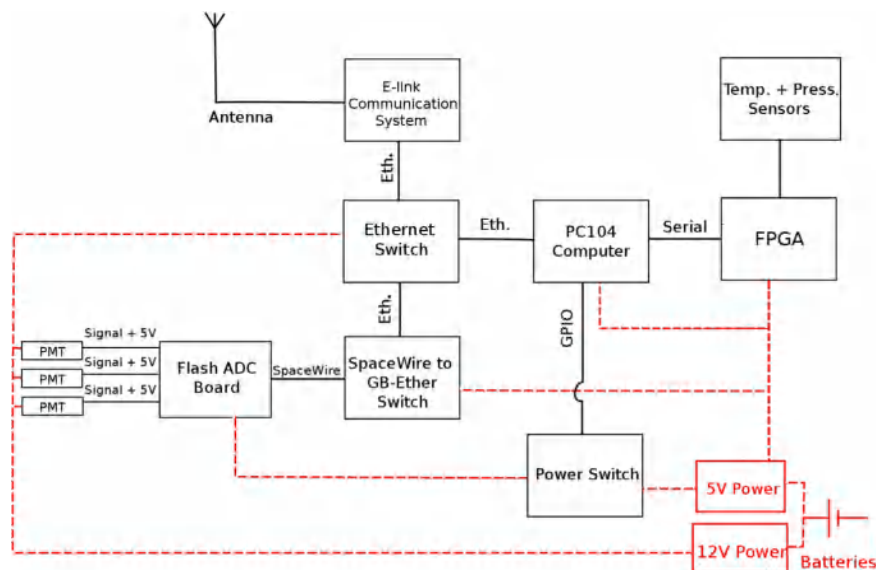 E-link
Communication
System
Temp. + Press.
Sensors
Antenna
Eth.
Ethernet
Switch
Eth.
PC104
Computer
Serial
FPGA
Eth.
GPIO
Signal + 5V
PMT
Signal + 5V
PMT
Signal + 5V
PMT
Flash ADC
Board
SpaceWire
SpaceWire to
GB-Ether
Switch
Power Switch
5V Power
12V Power
Batteries